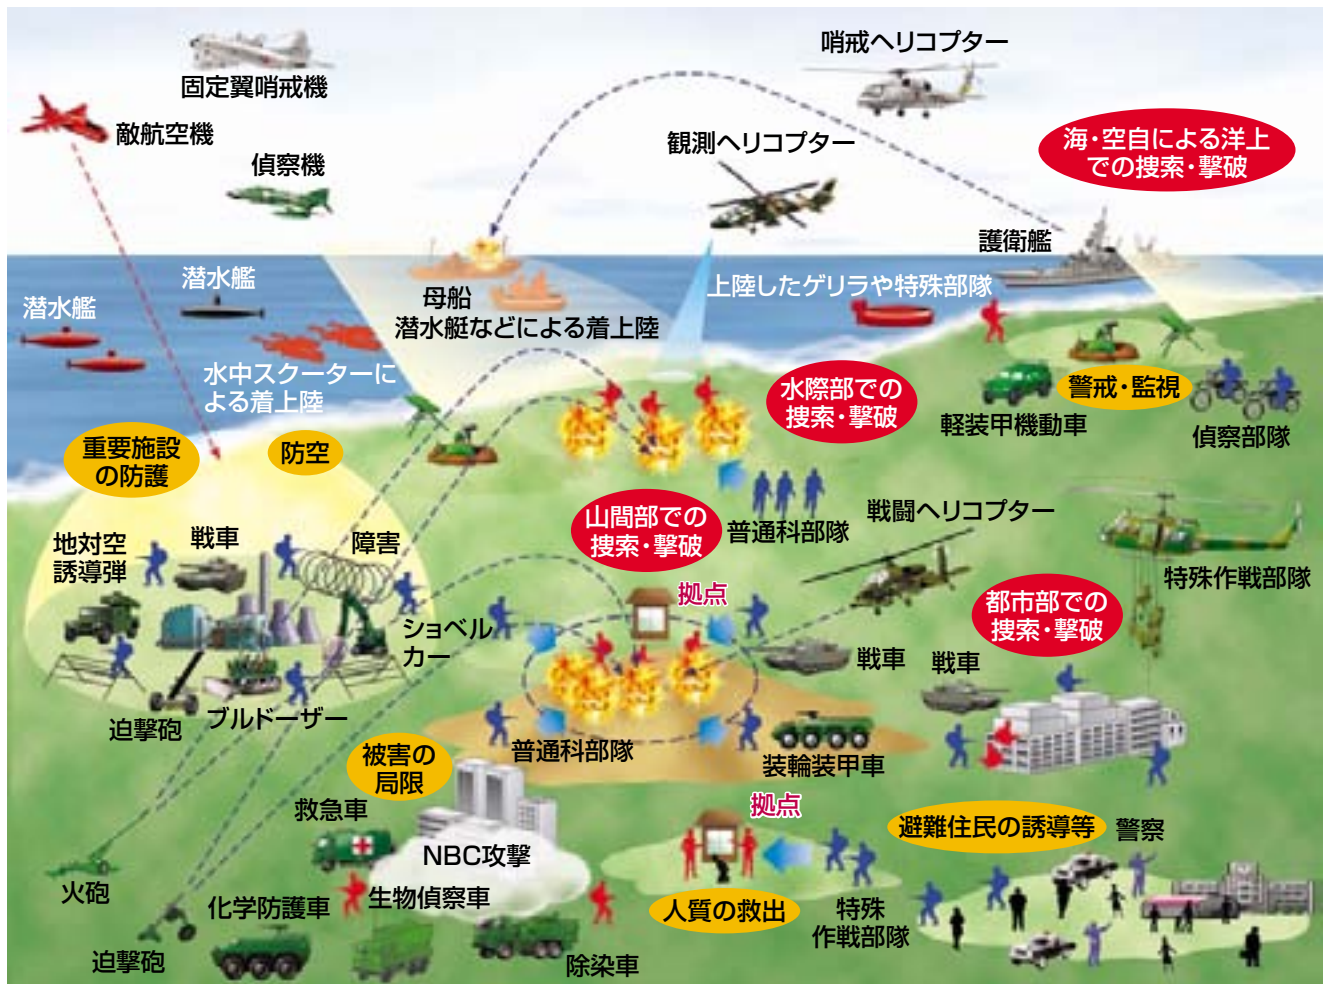 哨戒ヘリコプター
固定翼哨戒機
敵航空機
偵察機
観測ヘリコプター
海・空自による洋上
での捜索・撃破
護衛艦
潜水艦
潜水艦
母船
潜水艇などによる着上陸
上陸したゲリラや特殊部隊
水中スクーターに
よる着上陸
水際部での
捜索・撃破
軽装甲機動車
警戒・監視
偵察部隊
重要施設
の防護
防空
山間部での
捜索・撃破
普通科部隊
戦闘ヘリコプター
特殊作戦部隊
地対空
誘導弾
戦車
障害
拠点
都市部での
捜索・撃破
ショベル
カー
戦車
戦車
迫撃砲
ブルドーザー
普通科部隊
装輪装甲車
被害の
局限
救急車
拠点
避難住民の誘導等
警察
NBC攻撃
火砲
化学防護車
生物偵察車
人質の救出
特殊
作戦部隊
迫撃砲
除染車